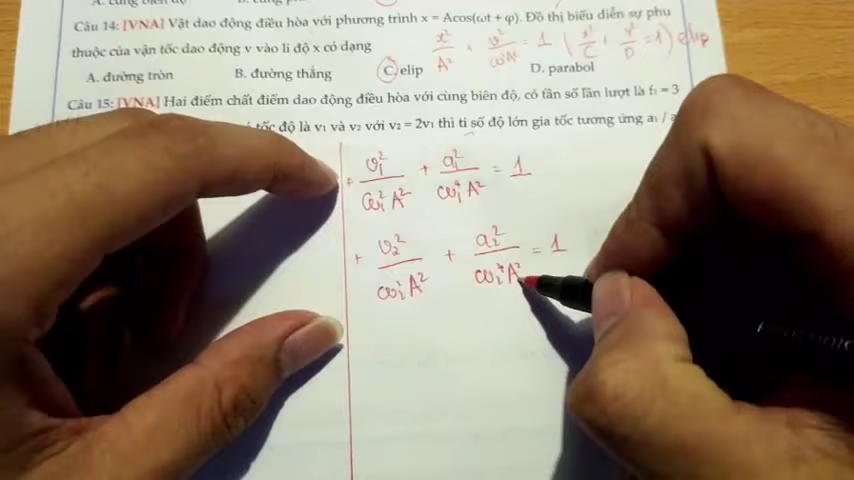 Câu 14: [VNA] Vật dao động điều hòa với phương trình x = Acos(ωt + φ). Đồ thị biểu diễn sự phụ
thuộc của vận tốc dao động v vào li độ x có dạng
x²/A² + v²/ω²A² = 1 (x²/C + y²/D = 1) elip
A. đường tròn B. đường thẳng C. elip D. parabol
Câu 15: [VNA] Hai điểm chất điểm dao động điều hòa với cùng biên độ, có tần số lần lượt là f₁ = 3
tốc độ là v₁ và v₂ với v₂ = 2v₁ thì tỉ số độ lớn gia tốc tương ứng a₁ / a
+ v₁²/ω₁²A² + a₁²/ω₁⁴A² = 1
+ v₂²/ω₂²A² + a₂²/ω₂⁴A² = 1